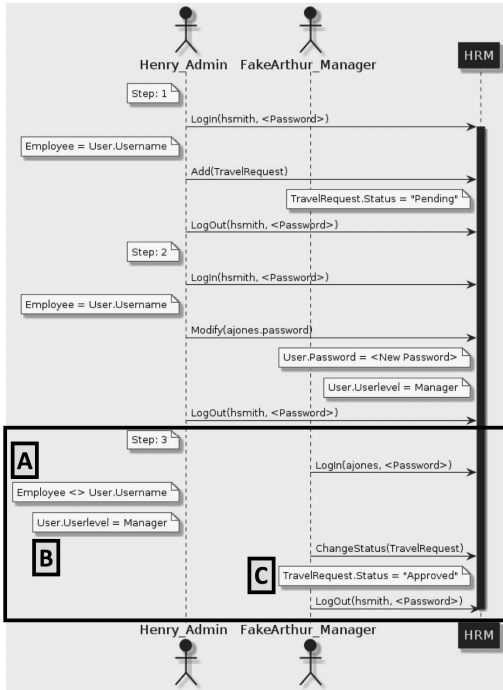 Henry_Admin FakeArthur_Manager HRM
Step: 1
LogIn(hsmith, <Password>)
Employee = User.Username
Add(TravelRequest)
TravelRequest.Status = "Pending"
LogOut(hsmith, <Password>)
Step: 2
LogIn(hsmith, <Password>)
Employee = User.Username
Modify(ajones.password)
User.Password = <New Password>
User.Userlevel = Manager
LogOut(hsmith, <Password>)
Step: 3
A
LogIn(ajones, <Password>)
Employee <> User.Username
User.Userlevel = Manager
B
ChangeStatus(TravelRequest)
C
TravelRequest.Status = "Approved"
LogOut(hsmith, <Password>)
Henry_Admin FakeArthur_Manager HRM